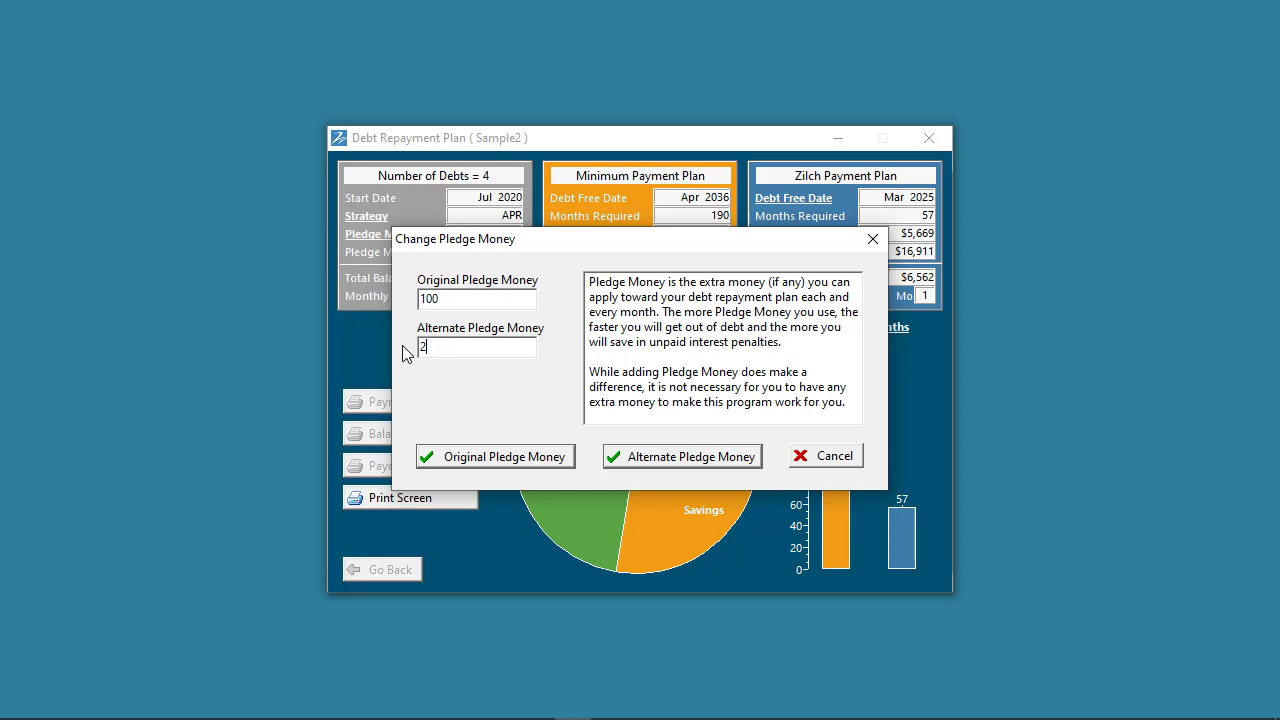 Debt Repayment Plan ( Sample2 )
Number of Debts = 4
Start Date Jul 2020
Strategy APR
Pledge M
Pledge M
Total Bala
Monthly
Minimum Payment Plan
Debt Free Date Apr 2036
Months Required 190
Zilch Payment Plan
Debt Free Date Mar 2025
Months Required 57
$5,669
$16,911
$6,562
Mo 1
nths
Change Pledge Money
Original Pledge Money
100
Alternate Pledge Money
2
Pledge Money is the extra money (if any) you can
apply toward your debt repayment plan each and
every month. The more Pledge Money you use, the
faster you will get out of debt and the more you
will save in unpaid interest penalties.
While adding Pledge Money does make a
difference, it is not necessary for you to have any
extra money to make this program work for you.
Original Pledge Money
Alternate Pledge Money
Cancel
Payn
Balan
Payo
Print Screen
Go Back
Savings
60
40
20
0
57